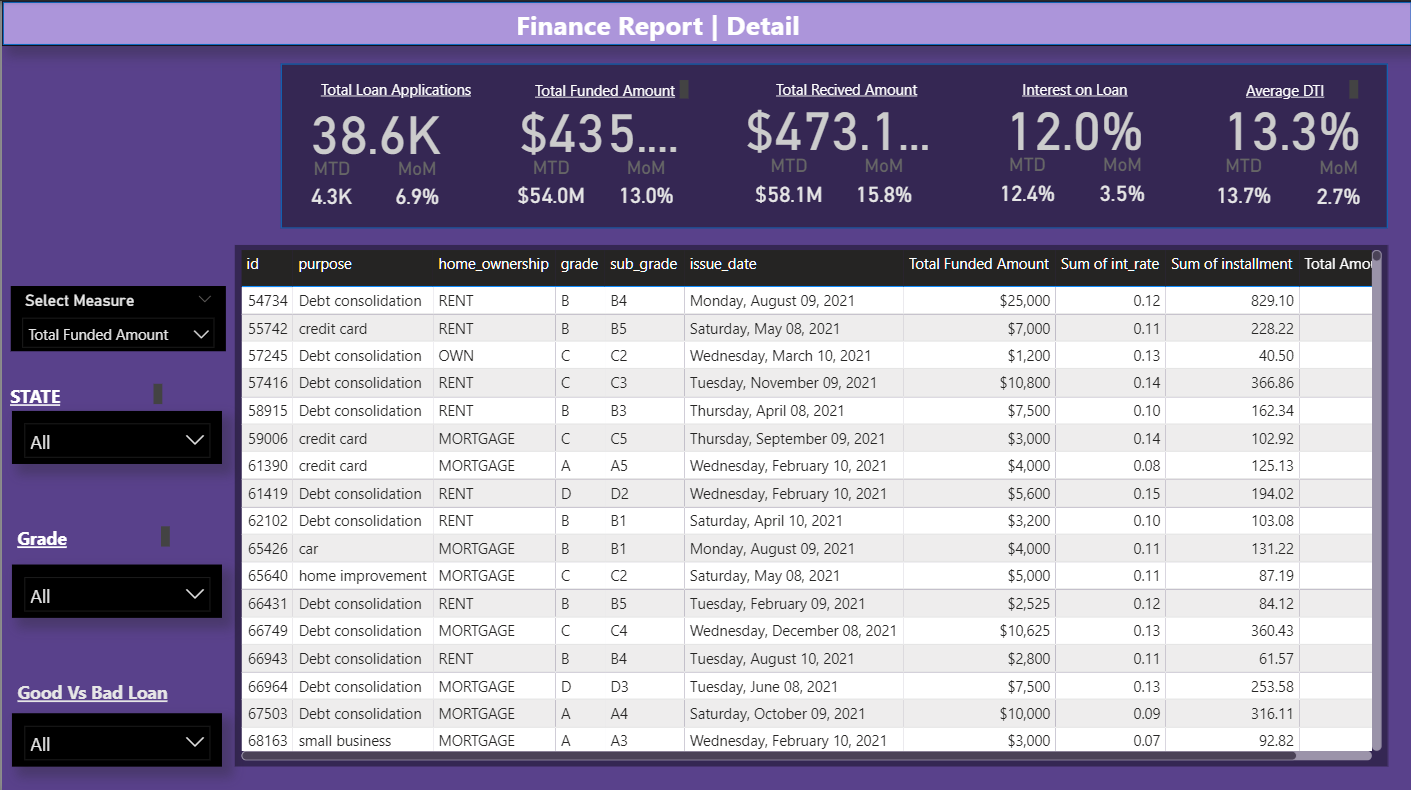 Finance Report | Detail
Total Loan Applications
38.6K
MTD MoM
4.3K 6.9%
Total Funded Amount
$435....
MTD MoM
$54.0M 13.0%
Total Recived Amount
$473.1...
MTD MoM
$58.1M 15.8%
Interest on Loan
12.0%
MTD MoM
12.4% 3.5%
Average DTI
13.3%
MTD MoM
13.7% 2.7%
Select Measure
Total Funded Amount
STATE
All
Grade
All
Good Vs Bad Loan
All
id purpose home_ownership grade sub_grade issue_date Total Funded Amount Sum of int_rate Sum of installment Total Amou
54734 Debt consolidation RENT B B4 Monday, August 09, 2021 $25,000 0.12 829.10
55742 credit card RENT B B5 Saturday, May 08, 2021 $7,000 0.11 228.22
57245 Debt consolidation OWN C C2 Wednesday, March 10, 2021 $1,200 0.13 40.50
57416 Debt consolidation RENT C C3 Tuesday, November 09, 2021 $10,800 0.14 366.86
58915 Debt consolidation RENT B B3 Thursday, April 08, 2021 $7,500 0.10 162.34
59006 credit card MORTGAGE C C5 Thursday, September 09, 2021 $3,000 0.14 102.92
61390 credit card MORTGAGE A A5 Wednesday, February 10, 2021 $4,000 0.08 125.13
61419 Debt consolidation RENT D D2 Wednesday, February 10, 2021 $5,600 0.15 194.02
62102 Debt consolidation RENT B B1 Saturday, April 10, 2021 $3,200 0.10 103.08
65426 car MORTGAGE B B1 Monday, August 09, 2021 $4,000 0.11 131.22
65640 home improvement MORTGAGE C C2 Saturday, May 08, 2021 $5,000 0.11 87.19
66431 Debt consolidation RENT B B5 Tuesday, February 09, 2021 $2,525 0.12 84.12
66749 Debt consolidation MORTGAGE C C4 Wednesday, December 08, 2021 $10,625 0.13 360.43
66943 Debt consolidation RENT B B4 Tuesday, August 10, 2021 $2,800 0.11 61.57
66964 Debt consolidation MORTGAGE D D3 Tuesday, June 08, 2021 $7,500 0.13 253.58
67503 Debt consolidation MORTGAGE A A4 Saturday, October 09, 2021 $10,000 0.09 316.11
68163 small business MORTGAGE A A3 Wednesday, February 10, 2021 $3,000 0.07 92.82